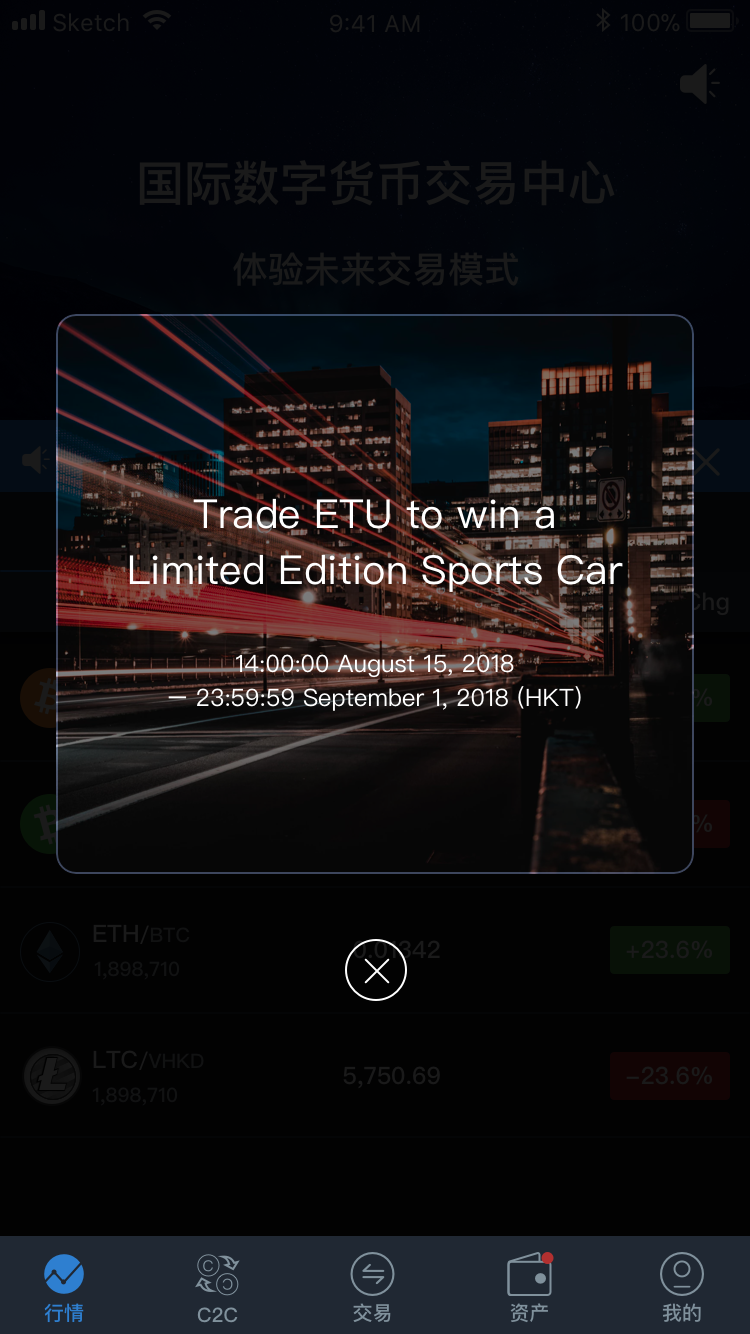 Sketch 9:41 AM 100%
国际数字货币交易中心
体验未来交易模式
Trade ETU to win a
Limited Edition Sports Car
Chg
14:00:00 August 15, 2018
— 23:59:59 September 1, 2018 (HKT)
%
%
ETH/BTC
0.01342
+23.6%
1,898,710
LTC/VHKD
5,750.69
−23.6%
1,898,710
行情
C2C
交易
资产
我的